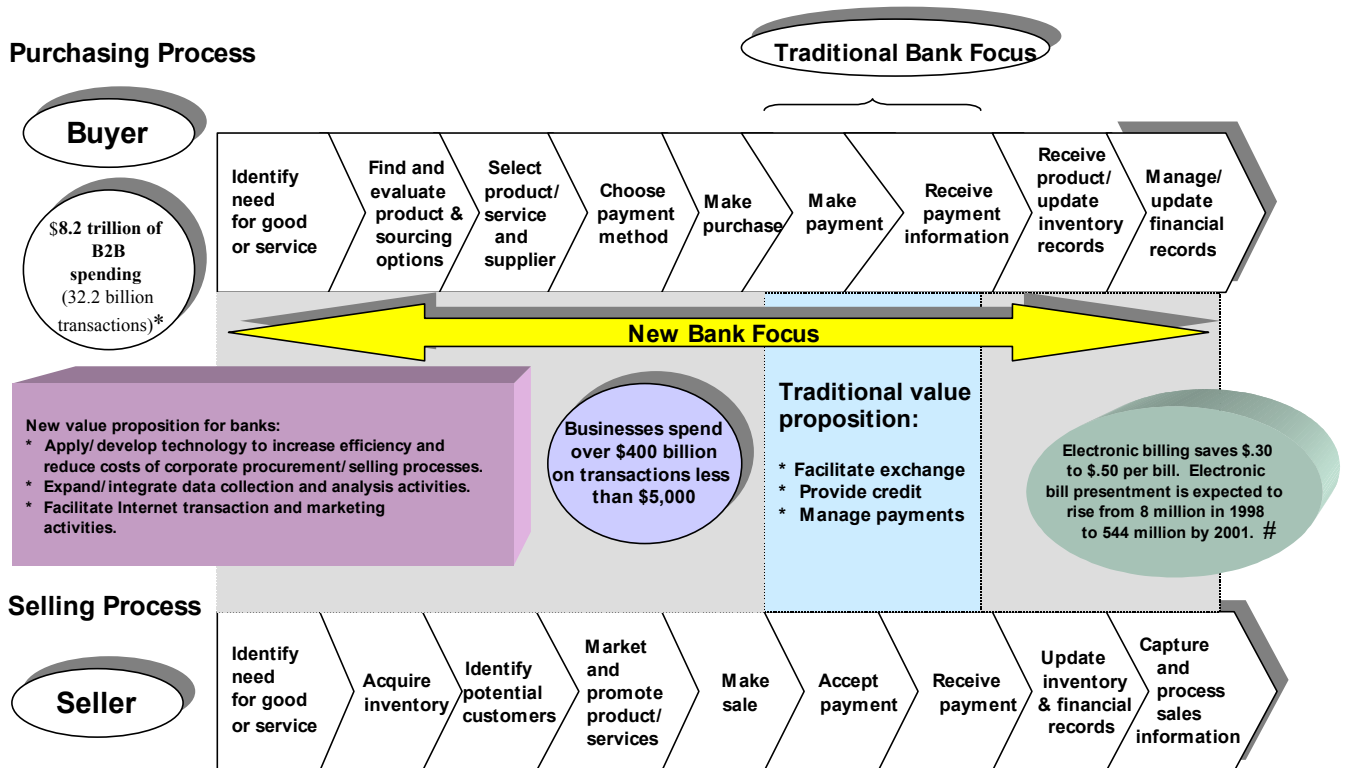 Traditional Bank Focus
Purchasing Process
Buyer
$8.2 trillion of
B2B
spending
(32.2 billion
transactions)*
Identify
need
for good
or service
Find and
evaluate
product &
sourcing
options
Select
product/
service
and
supplier
Choose
payment
method
Make
purchase
Make
payment
Receive
payment
information
Receive
product/
update
inventory
records
Manage/
update
financial
records
New Bank Focus
New value proposition for banks:
* Apply/develop technology to increase efficiency and
reduce costs of corporate procurement/selling processes.
* Expand/integrate data collection and analysis activities.
* Facilitate Internet transaction and marketing
activities.
Businesses spend
over $400 billion
on transactions less
than $5,000
Traditional value
proposition:
* Facilitate exchange
* Provide credit
* Manage payments
Electronic billing saves $.30
to $.50 per bill. Electronic
bill presentment is expected to
rise from 8 million in 1998
to 544 million by 2001. #
Selling Process
Seller
Identify
need
for good
or service
Acquire
inventory
Identify
potential
customers
Market
and
promote
product/
services
Make
sale
Accept
payment
Receive
payment
Update
inventory
& financial
records
Capture
and
process
sales
information